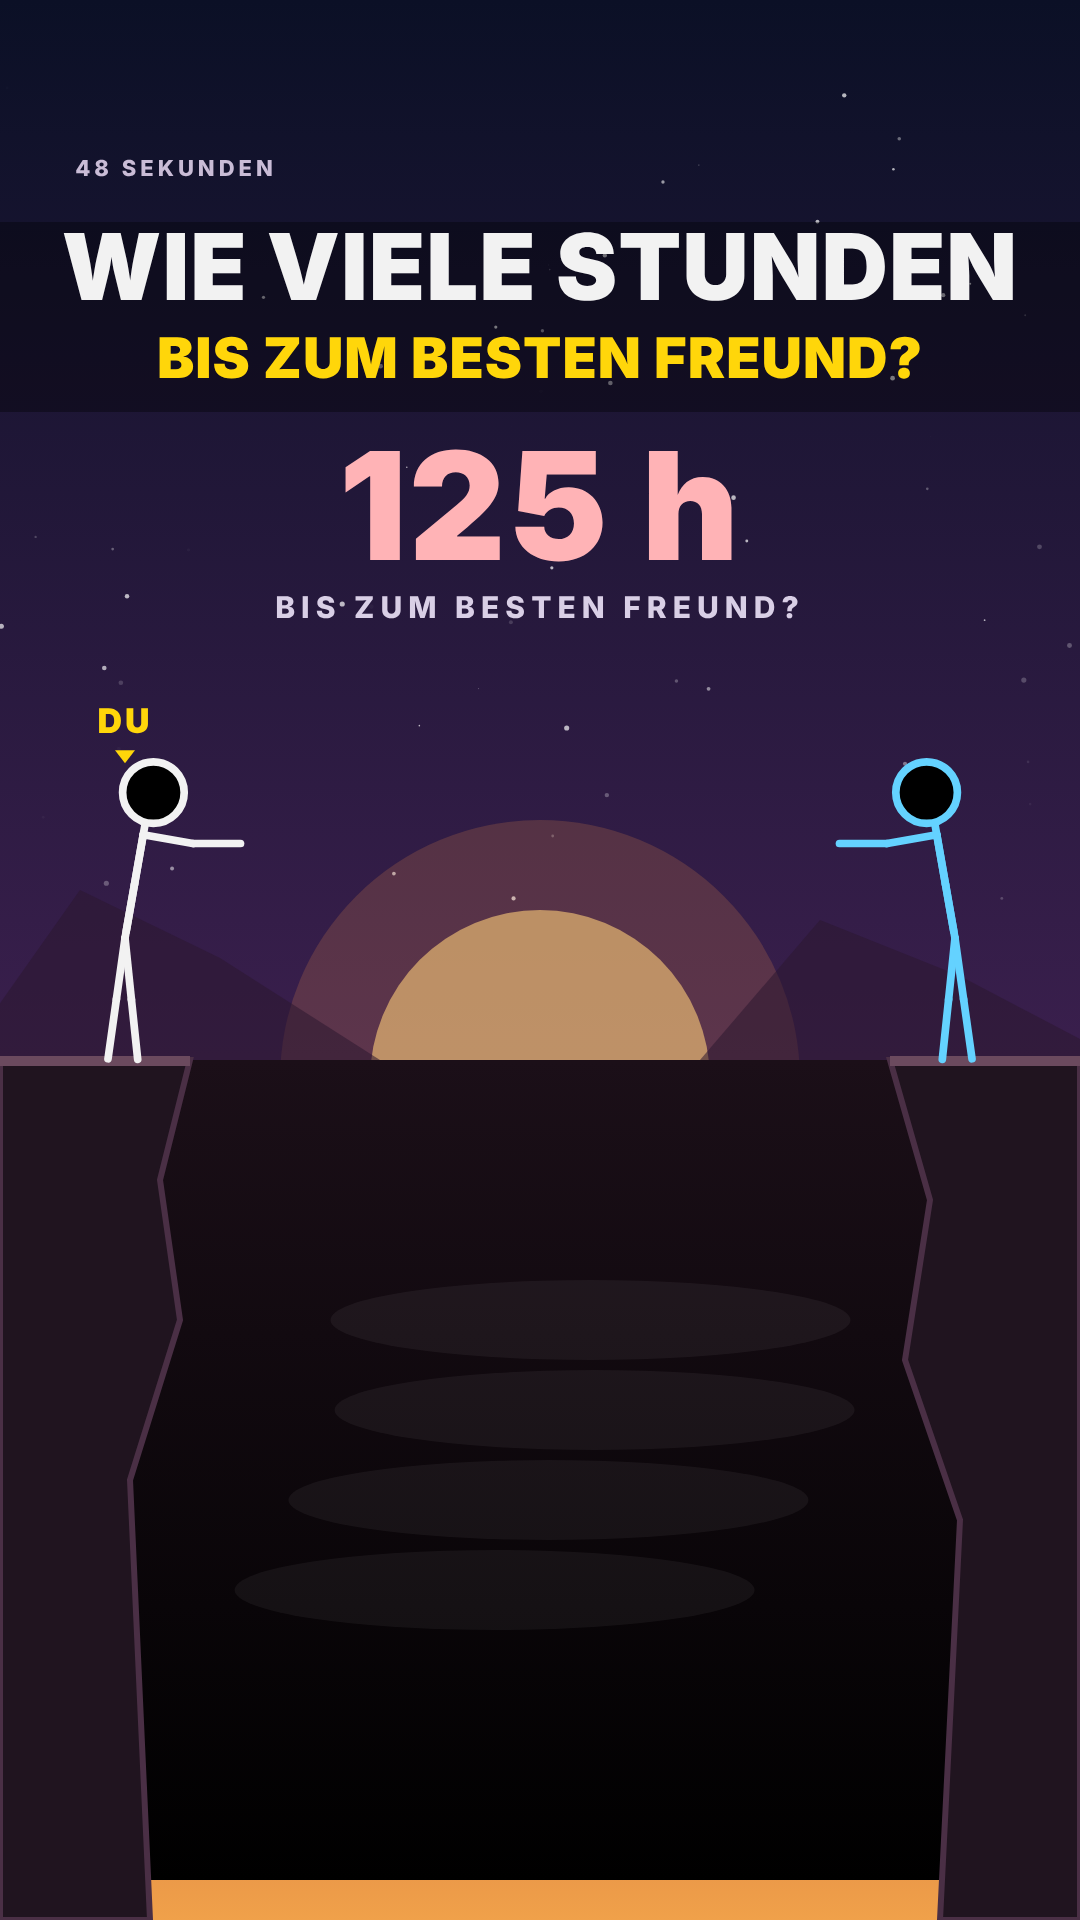 48 SEKUNDEN
WIE VIELE STUNDEN
BIS ZUM BESTEN FREUND?
125 h
BIS ZUM BESTEN FREUND?
DU